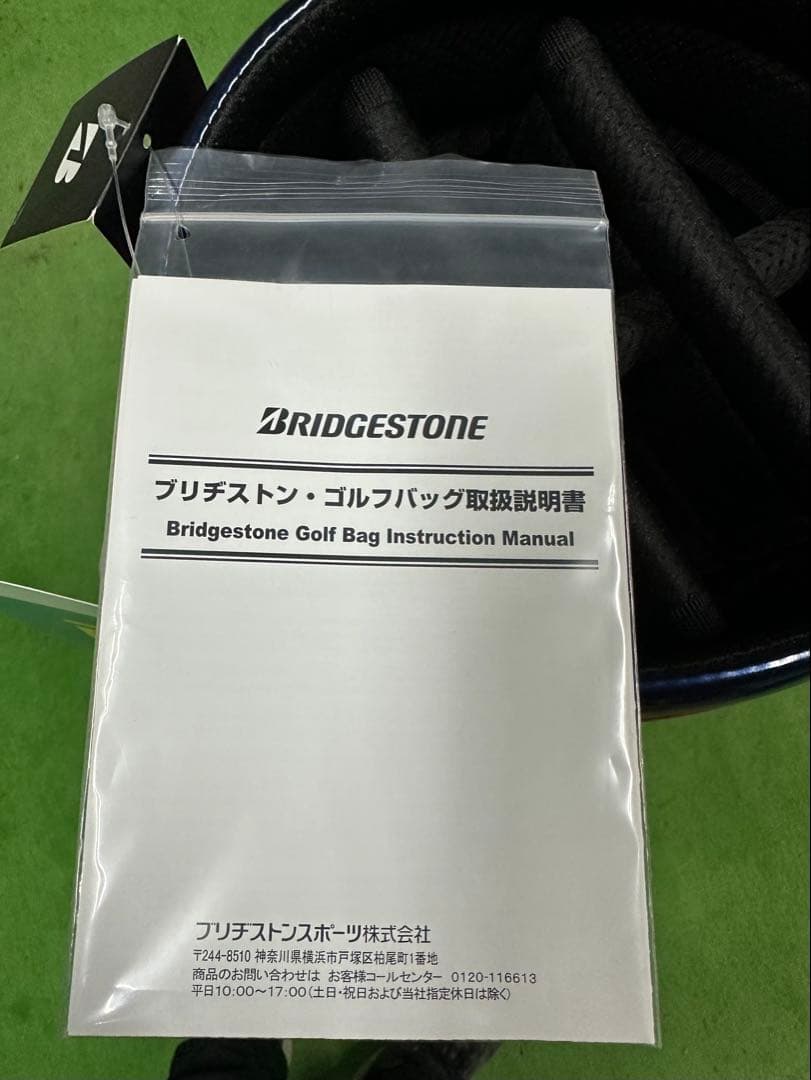 BRIDGESTONE
ブリヂストン・ゴルフバッグ取扱説明書
Bridgestone Golf Bag Instruction Manual
ブリヂストンスポーツ株式会社
〒244-8510 神奈川県横浜市戸塚区柏尾町1番地
商品のお問い合わせは お客様コールセンター 0120-116613
平日10:00〜17:00(土日・祝日および当社指定休日は除く)